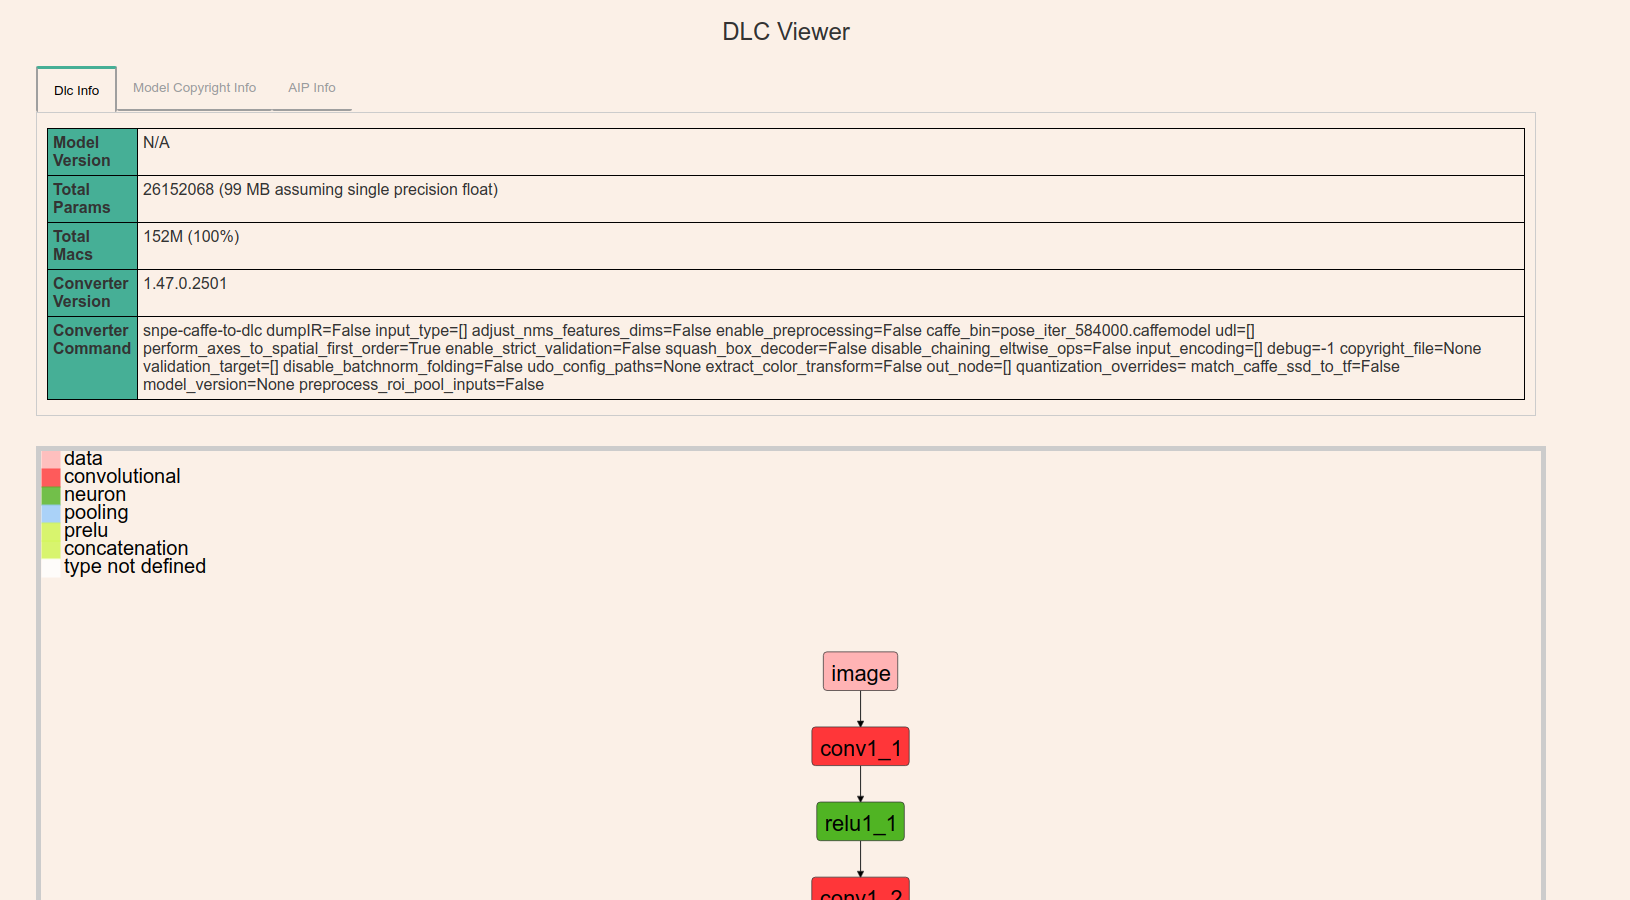 DLC Viewer
Dlc Info
Model Copyright Info
AIP Info
Model
Version
N/A
Total
Params
26152068 (99 MB assuming single precision float)
Total
Macs
152M (100%)
Converter
Version
1.47.0.2501
Converter
Command
snpe-caffe-to-dlc dumpIR=False input_type=[] adjust_nms_features_dims=False enable_preprocessing=False caffe_bin=pose_iter_584000.caffemodel udl=[]
perform_axes_to_spatial_first_order=True enable_strict_validation=False squash_box_decoder=False disable_chaining_eltwise_ops=False input_encoding=[] debug=-1 copyright_file=None
validation_target=[] disable_batchnorm_folding=False udo_config_paths=None extract_color_transform=False out_node=[] quantization_overrides= match_caffe_ssd_to_tf=False
model_version=None preprocess_roi_pool_inputs=False
data
convolutional
neuron
pooling
prelu
concatenation
type not defined
image
conv1_1
relu1_1
conv1_2